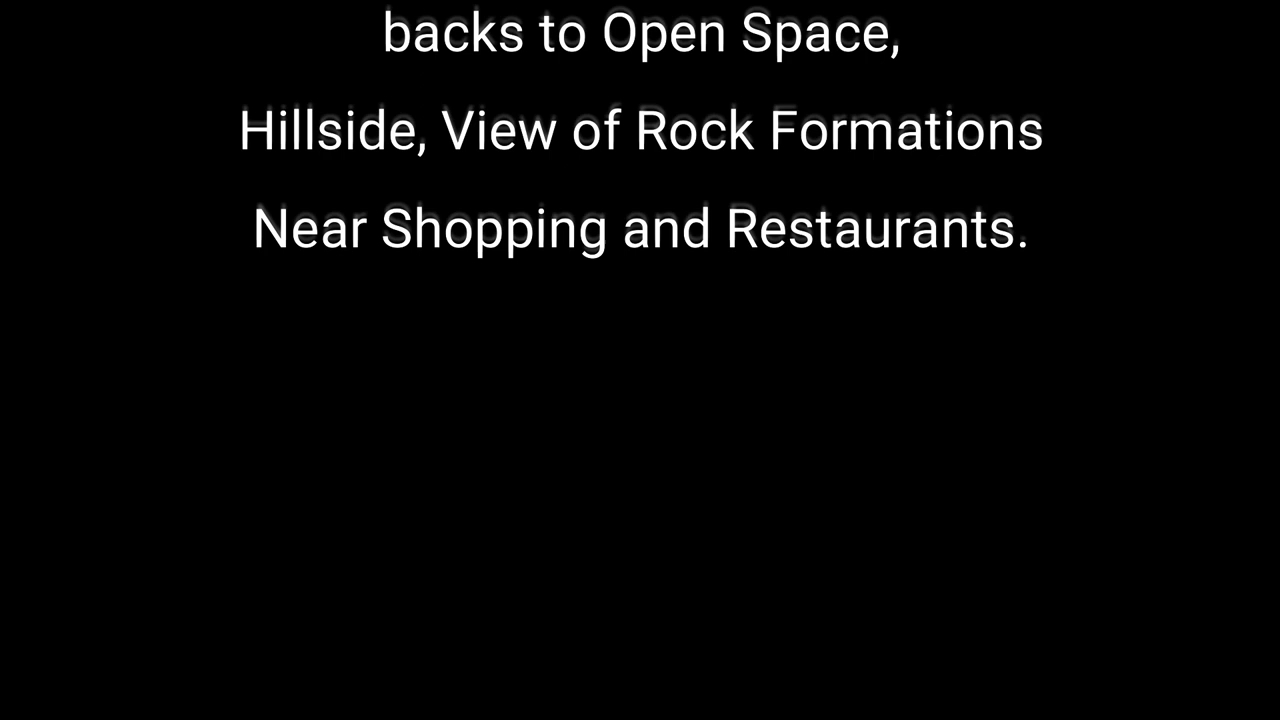 backs to Open Space,
Hillside, View of Rock Formations
Near Shopping and Restaurants.